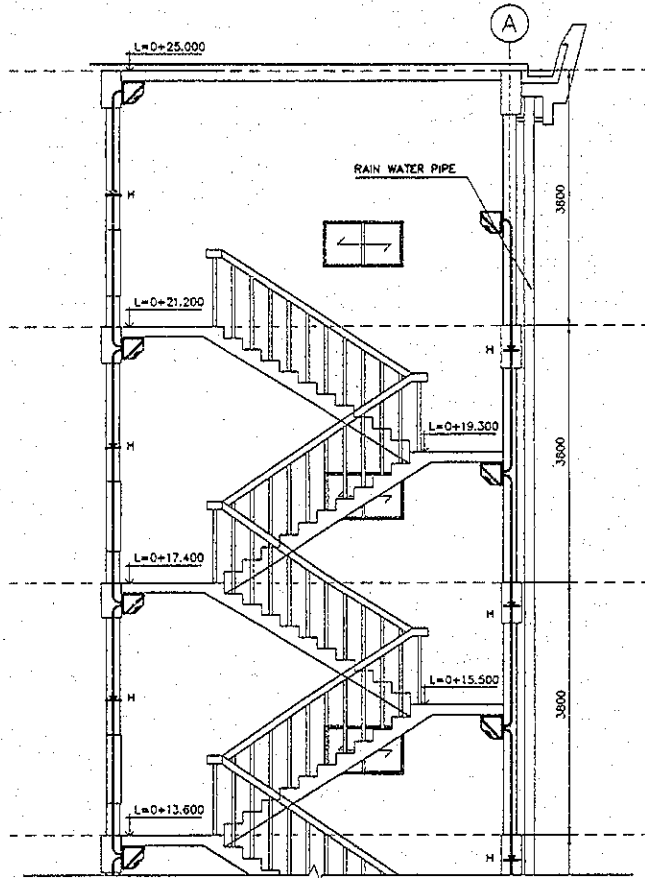 A
L=0+25.000
RAIN WATER PIPE
H
3800
L=0+21.200
H
L=0+19.300
H
3800
L=0+17.400
H
L=0+15.500
H
3800
L=0+13.600
H